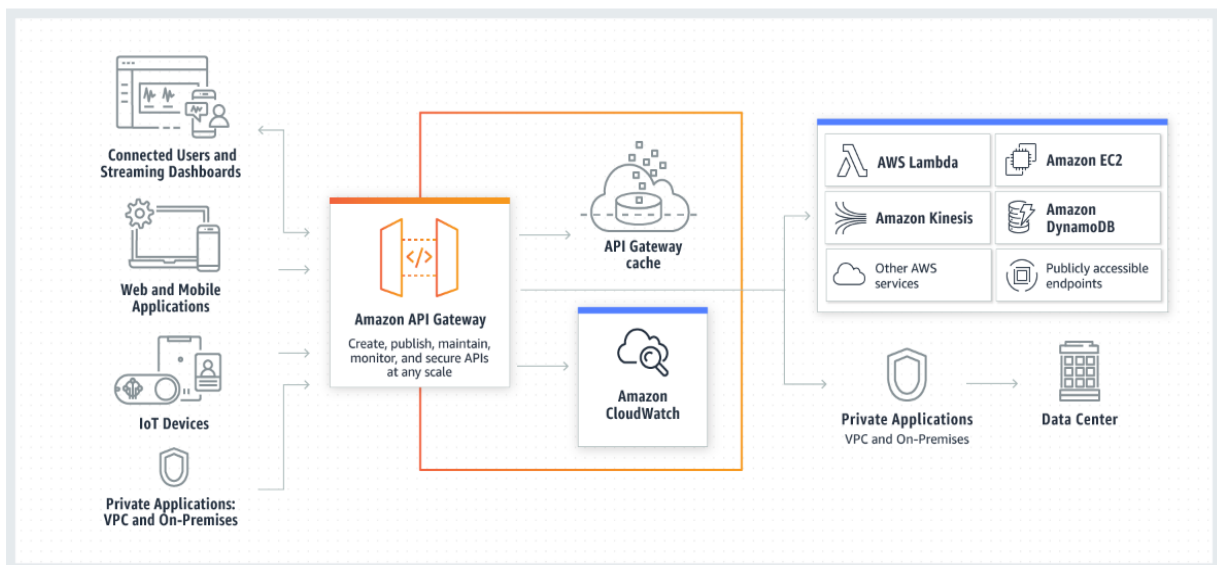 Connected Users and
Streaming Dashboards
Web and Mobile
Applications
IoT Devices
Private Applications:
VPC and On-Premises
</>
Amazon API Gateway
Create, publish, maintain,
monitor, and secure APIs
at any scale
API Gateway
cache
Amazon
CloudWatch
AWS Lambda
Amazon EC2
Amazon Kinesis
Amazon
DynamoDB
Other AWS
services
Publicly accessible
endpoints
Private Applications
VPC and On-Premises
Data Center